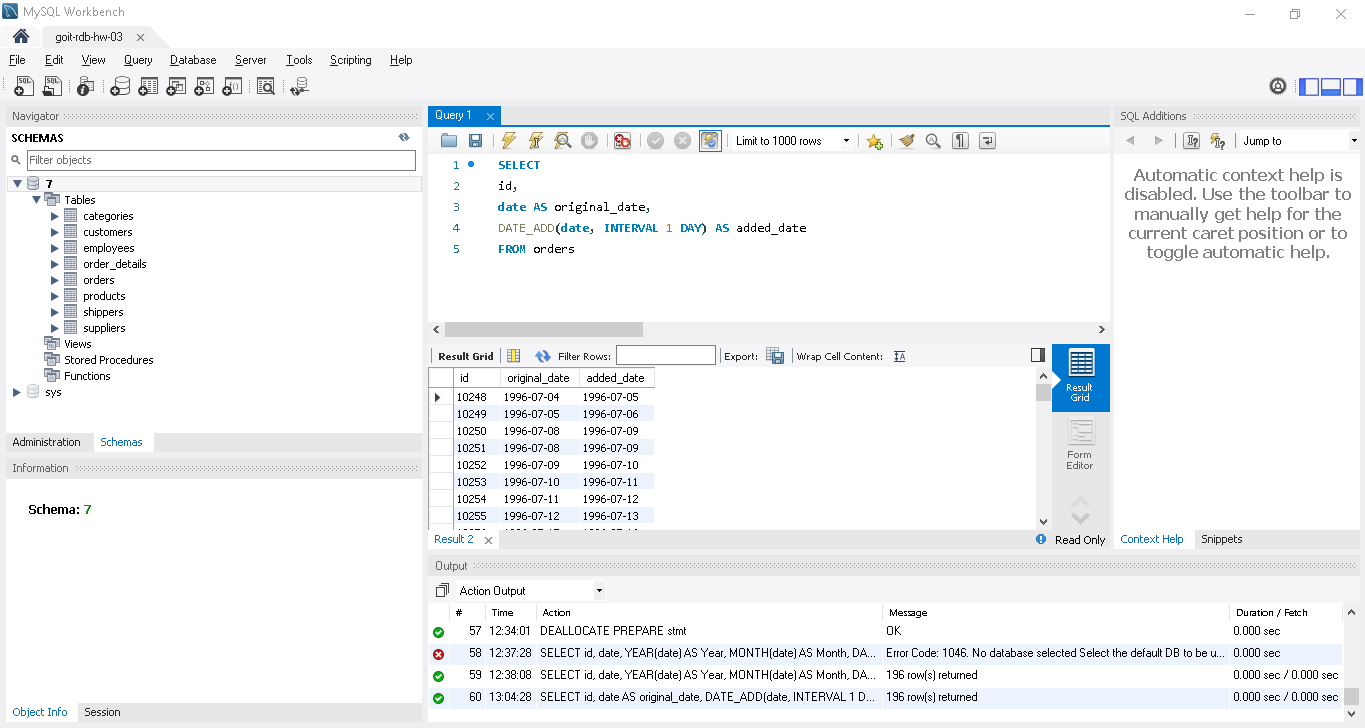 MySQL Workbench
goit-rdb-hw-03
File Edit View Query Database Server Tools Scripting Help
Navigator
SCHEMAS
Filter objects
7
Tables
categories
customers
employees
order_details
orders
products
shippers
suppliers
Views
Stored Procedures
Functions
sys
Administration Schemas
Information
Schema: 7
Object Info Session
Query 1
Limit to 1000 rows
1 SELECT
2 id,
3 date AS original_date,
4 DATE_ADD(date, INTERVAL 1 DAY) AS added_date
5 FROM orders
Result Grid Filter Rows: Export: Wrap Cell Content:
id original_date added_date
10248 1996-07-04 1996-07-05
10249 1996-07-05 1996-07-06
10250 1996-07-08 1996-07-09
10251 1996-07-08 1996-07-09
10252 1996-07-09 1996-07-10
10253 1996-07-10 1996-07-11
10254 1996-07-11 1996-07-12
10255 1996-07-12 1996-07-13
Result
Grid
Form
Editor
Result 2 Read Only
SQL Additions
Jump to
Automatic context help is
disabled. Use the toolbar to
manually get help for the
current caret position or to
toggle automatic help.
Context Help Snippets
Output
Action Output
# Time Action Message Duration / Fetch
57 12:34:01 DEALLOCATE PREPARE stmt OK 0.000 sec
58 12:37:28 SELECT id, date, YEAR(date) AS Year, MONTH(date) AS Month, DA... Error Code: 1046. No database selected Select the default DB to be u... 0.000 sec
59 12:38:08 SELECT id, date, YEAR(date) AS Year, MONTH(date) AS Month, DA... 196 row(s) returned 0.000 sec / 0.000 sec
60 13:04:28 SELECT id, date AS original_date, DATE_ADD(date, INTERVAL 1 D... 196 row(s) returned 0.000 sec / 0.000 sec